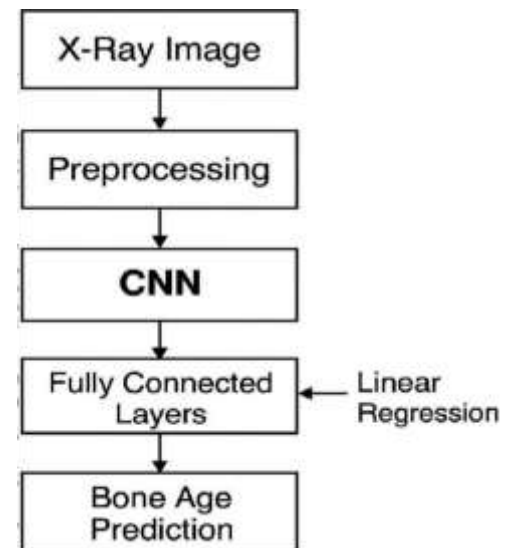 X-Ray Image
Preprocessing
CNN
Fully Connected
Layers
Linear
Regression
Bone Age
Prediction